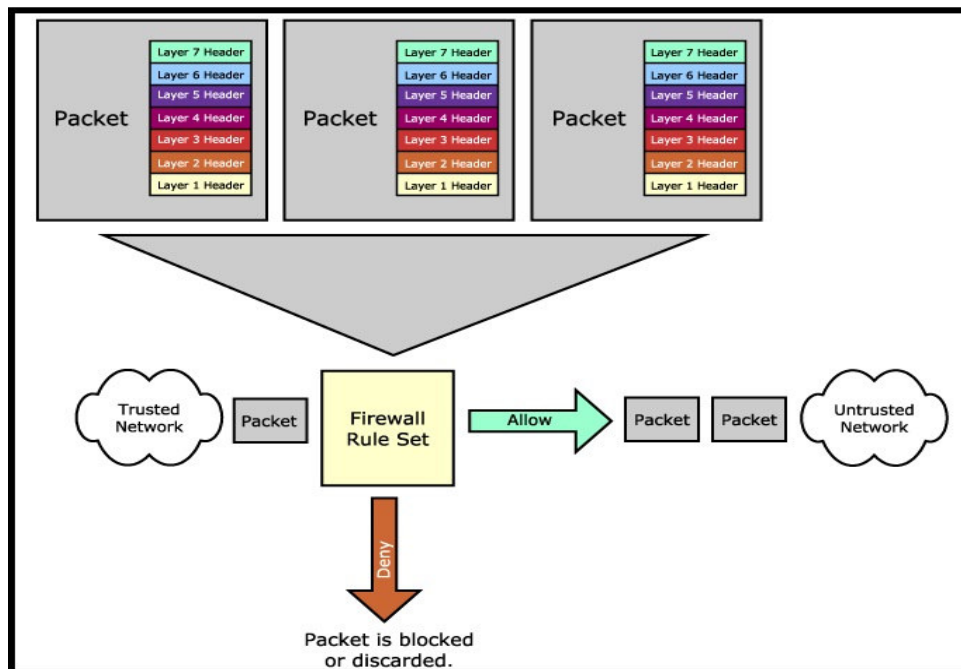 Packet
Layer 7 Header
Layer 6 Header
Layer 5 Header
Layer 4 Header
Layer 3 Header
Layer 2 Header
Layer 1 Header
Packet
Layer 7 Header
Layer 6 Header
Layer 5 Header
Layer 4 Header
Layer 3 Header
Layer 2 Header
Layer 1 Header
Packet
Layer 7 Header
Layer 6 Header
Layer 5 Header
Layer 4 Header
Layer 3 Header
Layer 2 Header
Layer 1 Header
Trusted
Network
Packet
Firewall
Rule Set
Allow
Packet
Packet
Untrusted
Network
Deny
Packet is blocked
or discarded.